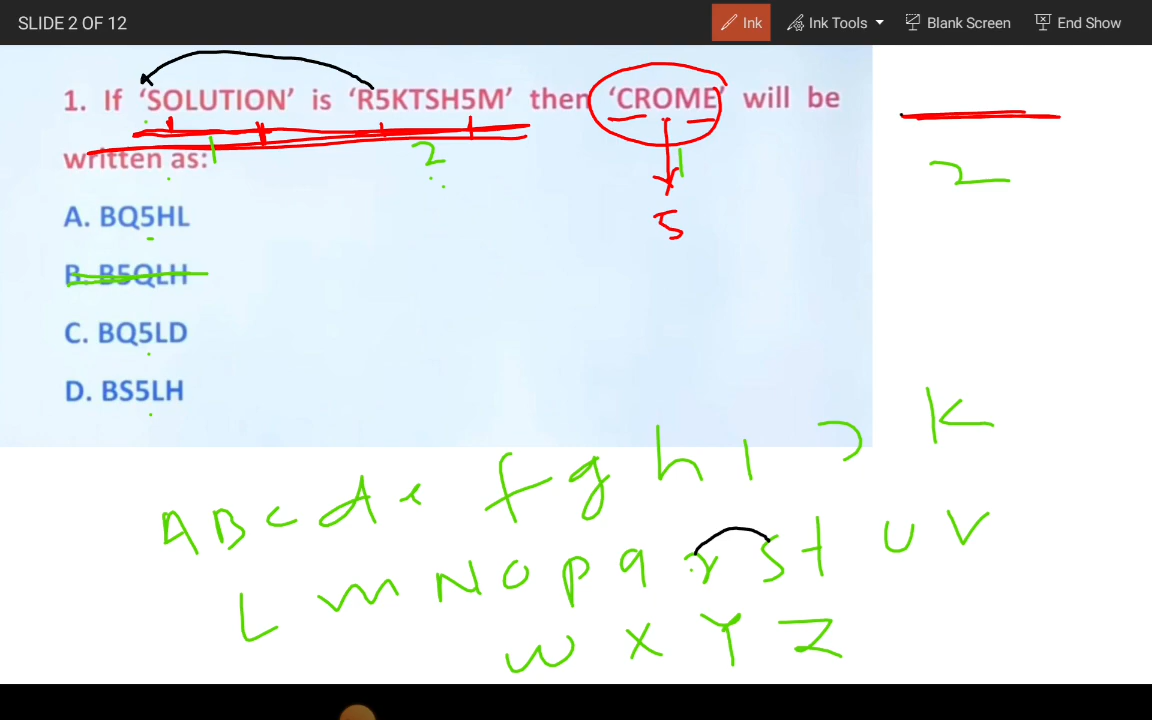 SLIDE 2 OF 12
Ink
Ink Tools
Blank Screen
End Show
1. If ‘SOLUTION’ is ‘R5KTSH5M’ then ‘CROME’ will be
written as:
1
2
1
2
5
A. BQ5HL
B. B5QLH
C. BQ5LD
D. BS5LH
A B c d e f g h i J K
L m N o p q r s t u v
w x Y Z